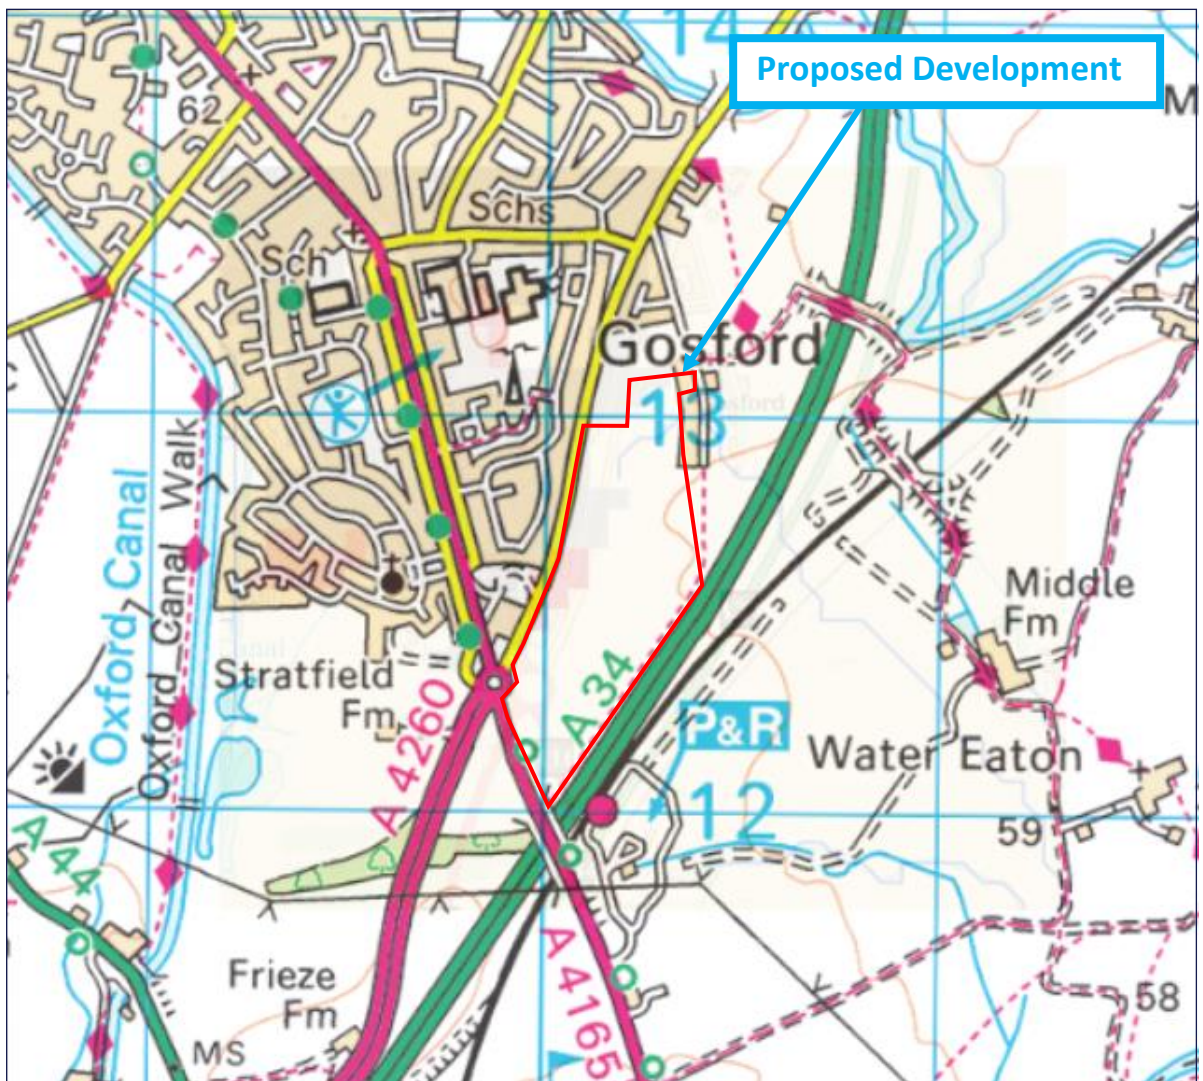 14
Proposed Development
M
62
Schs
Sch
Gosford
13
Oxford Canal
Oxford Canal Walk
Middle
Fm
Stratfield
Fm
A 4260
A 34
P&R
Water Eaton
12
59
A 44
Frieze
Fm
A 4165
58
MS